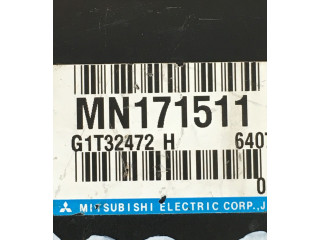 MN171511
G1T32472 H 640
0
MITSUBISHI ELECTRIC CORP.,J